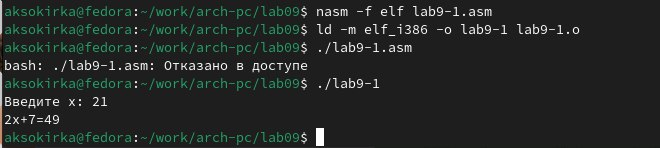 aksokirka@fedora:~/work/arch-pc/lab09$ nasm -f elf lab9-1.asm
aksokirka@fedora:~/work/arch-pc/lab09$ ld -m elf_i386 -o lab9-1 lab9-1.o
aksokirka@fedora:~/work/arch-pc/lab09$ ./lab9-1.asm
bash: ./lab9-1.asm: Отказано в доступе
aksokirka@fedora:~/work/arch-pc/lab09$ ./lab9-1
Введите x: 21
2x+7=49
aksokirka@fedora:~/work/arch-pc/lab09$